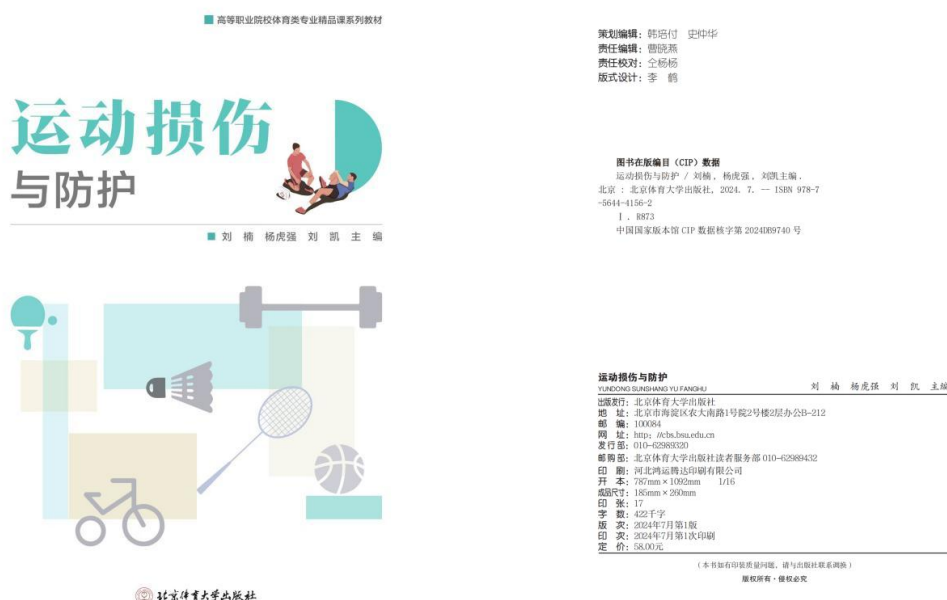 高等职业院校体育类专业精品课系列教材
运动损伤
与防护
刘 楠 杨虎强 刘 凯 主 编
北京体育大学出版社
策划编辑：韩培付 史仲华
责任编辑：曹晓燕
责任校对：仝杨杨
版式设计：李 鹤
图书在版编目（CIP）数据
运动损伤与防护 / 刘楠，杨虎强，刘凯主编．
北京 ：北京体育大学出版社，2024. 7. -- ISBN 978-7
-5644-4156-2
Ⅰ．R873
中国国家版本馆 CIP 数据核字第 2024DB9740 号
运动损伤与防护
YUNDONG SUNSHANG YU FANGHU
刘 楠 杨虎强 刘 凯 主编
出版发行：北京体育大学出版社
地 址：北京市海淀区农大南路1号院2号楼2层办公B-212
邮 编：100084
网 址：http：//cbs.bsu.edu.cn
发 行 部：010-62989320
邮 购 部：北京体育大学出版社读者服务部 010-62989432
印 刷：河北鸿运腾达印刷有限公司
开 本：787mm×1092mm 1/16
成品尺寸：185mm×260mm
印 张：17
字 数：422千字
版 次：2024年7月第1版
印 次：2024年7月第1次印刷
定 价：58.00元
（本书如有印装质量问题，请与出版社联系调换）
版权所有·侵权必究